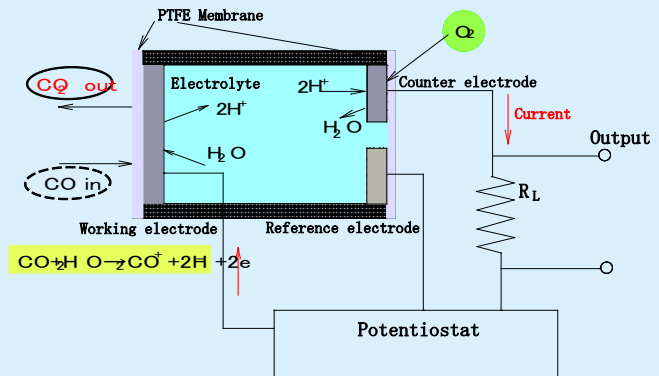 PTFE Membrane
O2
CO2 out
Electrolyte
2H+
2H+
Counter electrode
H2O
Current
Output
H2O
CO in
RL
Working electrode
Reference electrode
CO+H2O→CO2+2H++2e
Potentiostat